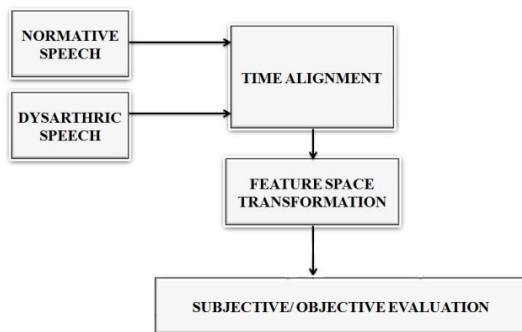 NORMATIVE
SPEECH
TIME ALIGNMENT
DYSARTHRIC
SPEECH
FEATURE SPACE
TRANSFORMATION
SUBJECTIVE/ OBJECTIVE EVALUATION